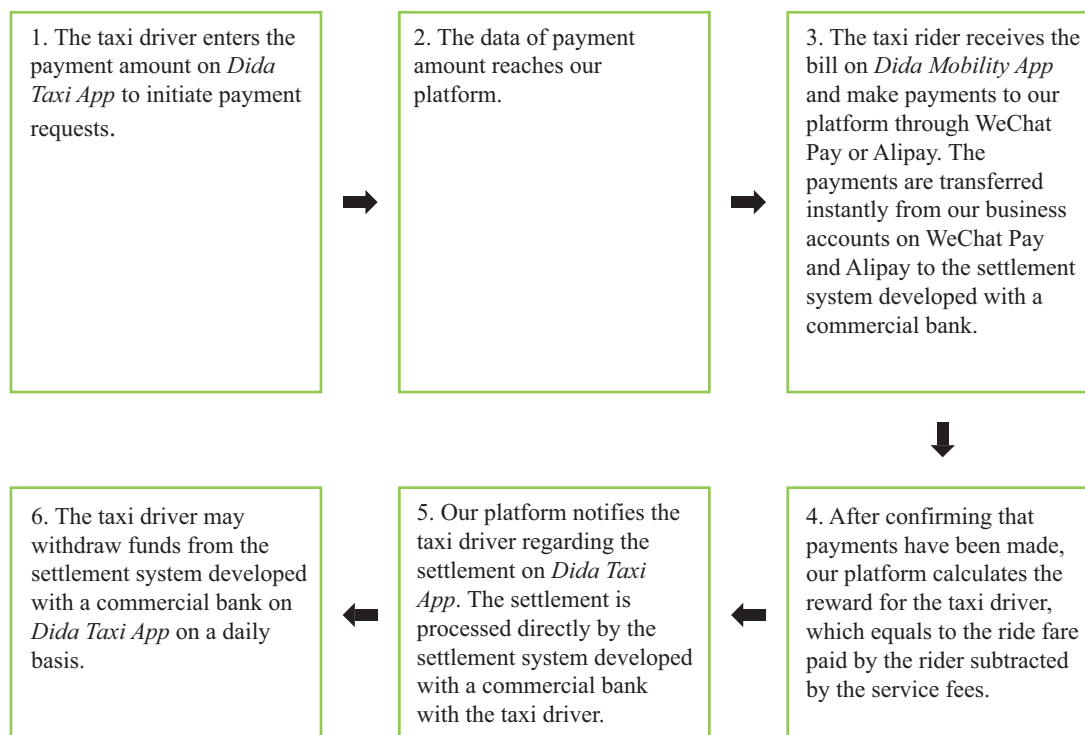 1. The taxi driver enters the
payment amount on Dida
Taxi App to initiate payment
requests.
2. The data of payment
amount reaches our
platform.
3. The taxi rider receives the
bill on Dida Mobility App
and make payments to our
platform through WeChat
Pay or Alipay. The
payments are transferred
instantly from our business
accounts on WeChat Pay
and Alipay to the settlement
system developed with a
commercial bank.
4. After confirming that
payments have been made,
our platform calculates the
reward for the taxi driver,
which equals to the ride fare
paid by the rider subtracted
by the service fees.
5. Our platform notifies the
taxi driver regarding the
settlement on Dida Taxi
App. The settlement is
processed directly by the
settlement system developed
with a commercial bank
with the taxi driver.
6. The taxi driver may
withdraw funds from the
settlement system developed
with a commercial bank on
Dida Taxi App on a daily
basis.